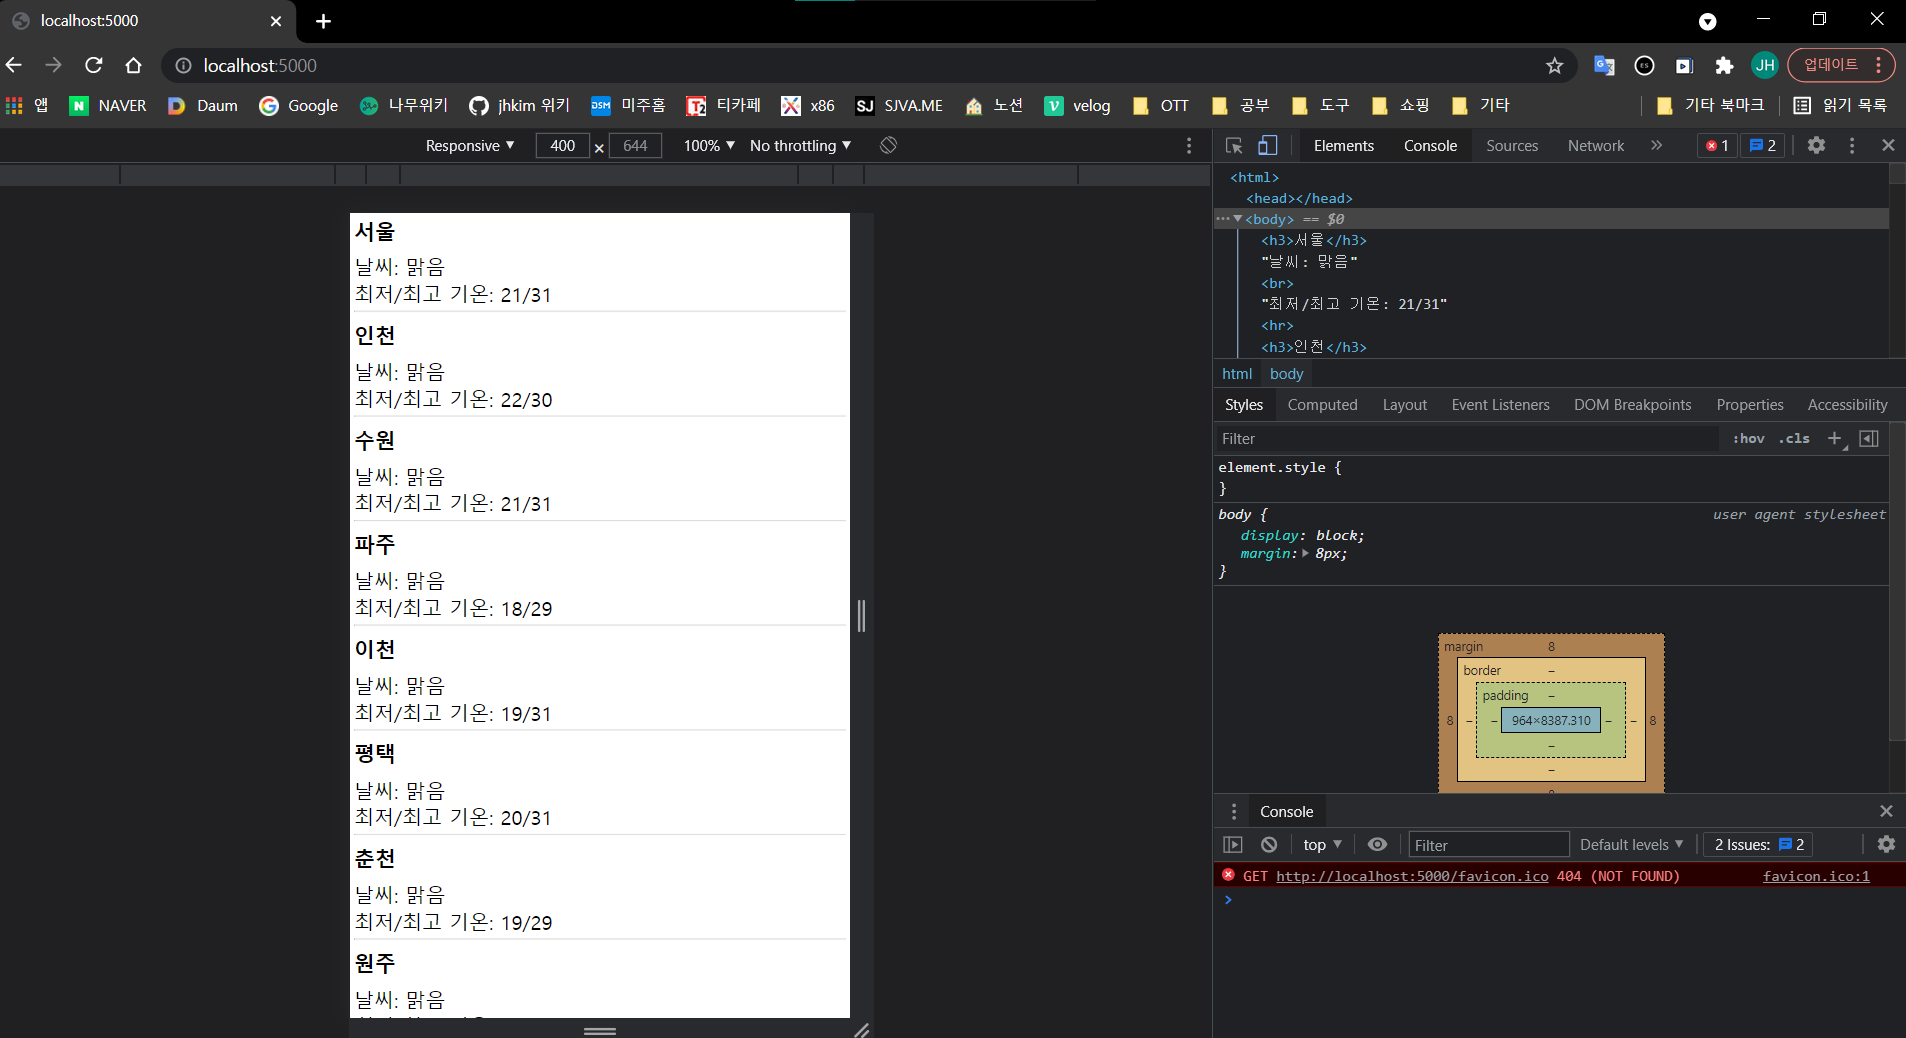 localhost:5000
localhost:5000
업데이트
앱 NAVER Daum Google 나무위키 jhkim 위키 미주홈 티카페 x86 SJVA.ME 노션 velog OTT 공부 도구 쇼핑 기타 기타 북마크 읽기 목록
Responsive 400 × 644 100% No throttling
Elements Console Sources Network » 1 2
서울
날씨: 맑음
최저/최고 기온: 21/31
인천
날씨: 맑음
최저/최고 기온: 22/30
수원
날씨: 맑음
최저/최고 기온: 21/31
파주
날씨: 맑음
최저/최고 기온: 18/29
이천
날씨: 맑음
최저/최고 기온: 19/31
평택
날씨: 맑음
최저/최고 기온: 20/31
춘천
날씨: 맑음
최저/최고 기온: 19/29
원주
날씨: 맑음
<html>
<head></head>
<body> == $0
<h3>서울</h3>
"날씨: 맑음"
<br>
"최저/최고 기온: 21/31"
<hr>
<h3>인천</h3>
html body
Styles Computed Layout Event Listeners DOM Breakpoints Properties Accessibility
Filter :hov .cls +
element.style {
}
body { user agent stylesheet
display: block;
margin: 8px;
}
margin 8
border –
padding –
8 – – 964×8387.310 – – 8
–
–
Console
top Filter Default levels 2 Issues: 2
GET http://localhost:5000/favicon.ico 404 (NOT FOUND) favicon.ico:1